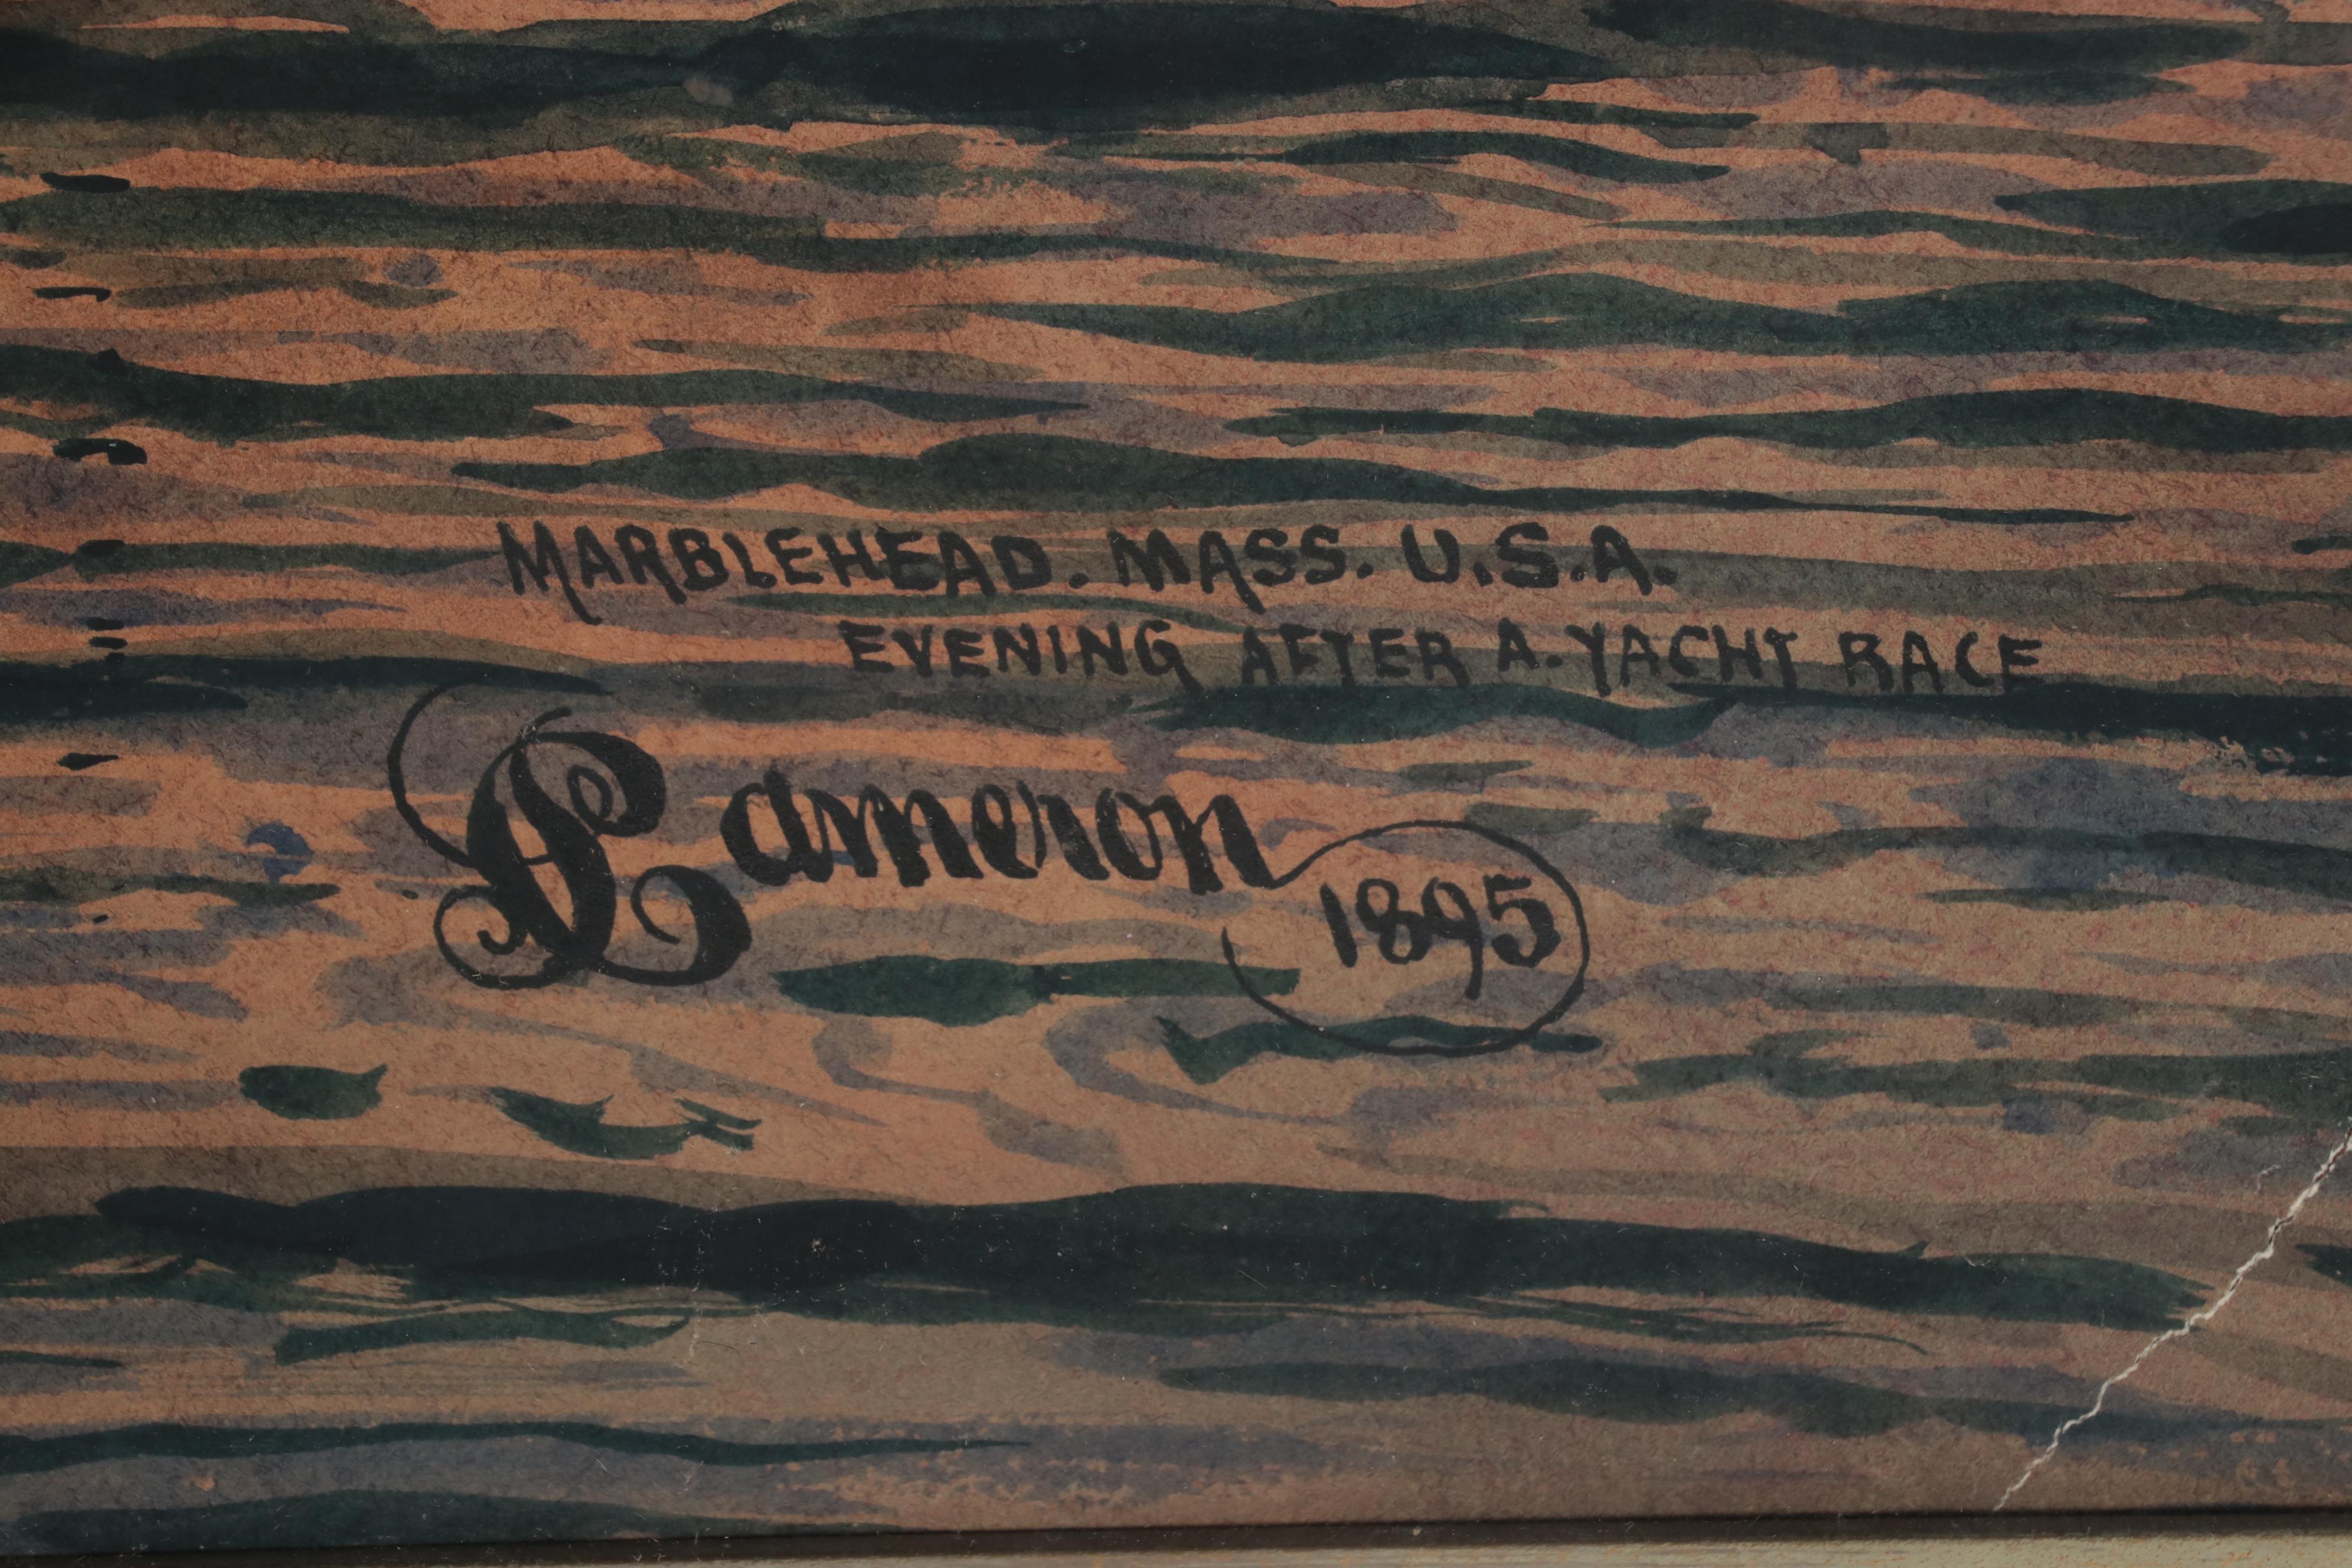 MARBLEHEAD. MASS. U.S.A.
EVENING AFTER A. YACHT RACE
Cameron
1895